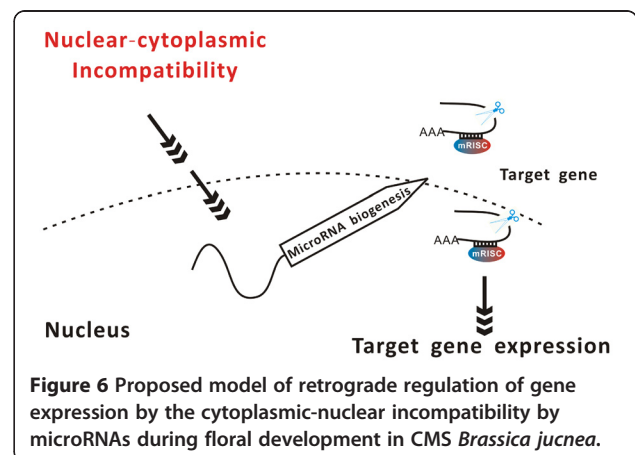 Nuclear-cytoplasmic
Incompatibility
AAA
mRISC
Target gene
MicroRNA biogenesis
AAA
mRISC
Nucleus
Target gene expression
Figure 6 Proposed model of retrograde regulation of gene
expression by the cytoplasmic-nuclear incompatibility by
microRNAs during floral development in CMS Brassica jucnea.